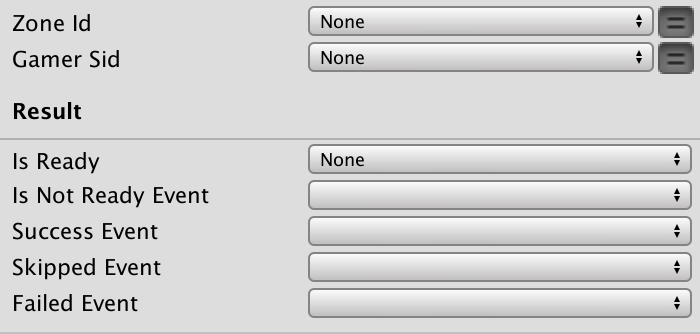 Zone Id None
Gamer Sid None
Result
Is Ready None
Is Not Ready Event
Success Event
Skipped Event
Failed Event